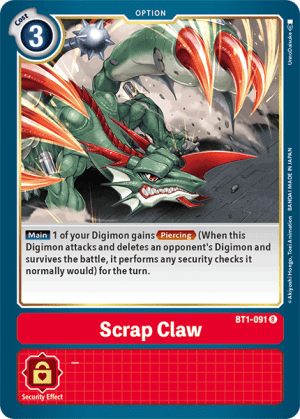 OPTION
Cost
3
Main 1 of your Digimon gains Piercing (When this
Digimon attacks and deletes an opponent's Digimon and
survives the battle, it performs any security checks it
normally would) for the turn.
BT1-091 R
Scrap Claw
–
Security Effect
UnnoDaisuke
©Akiyoshi Hongo, Toei Animation BANDAI MADE IN JAPAN